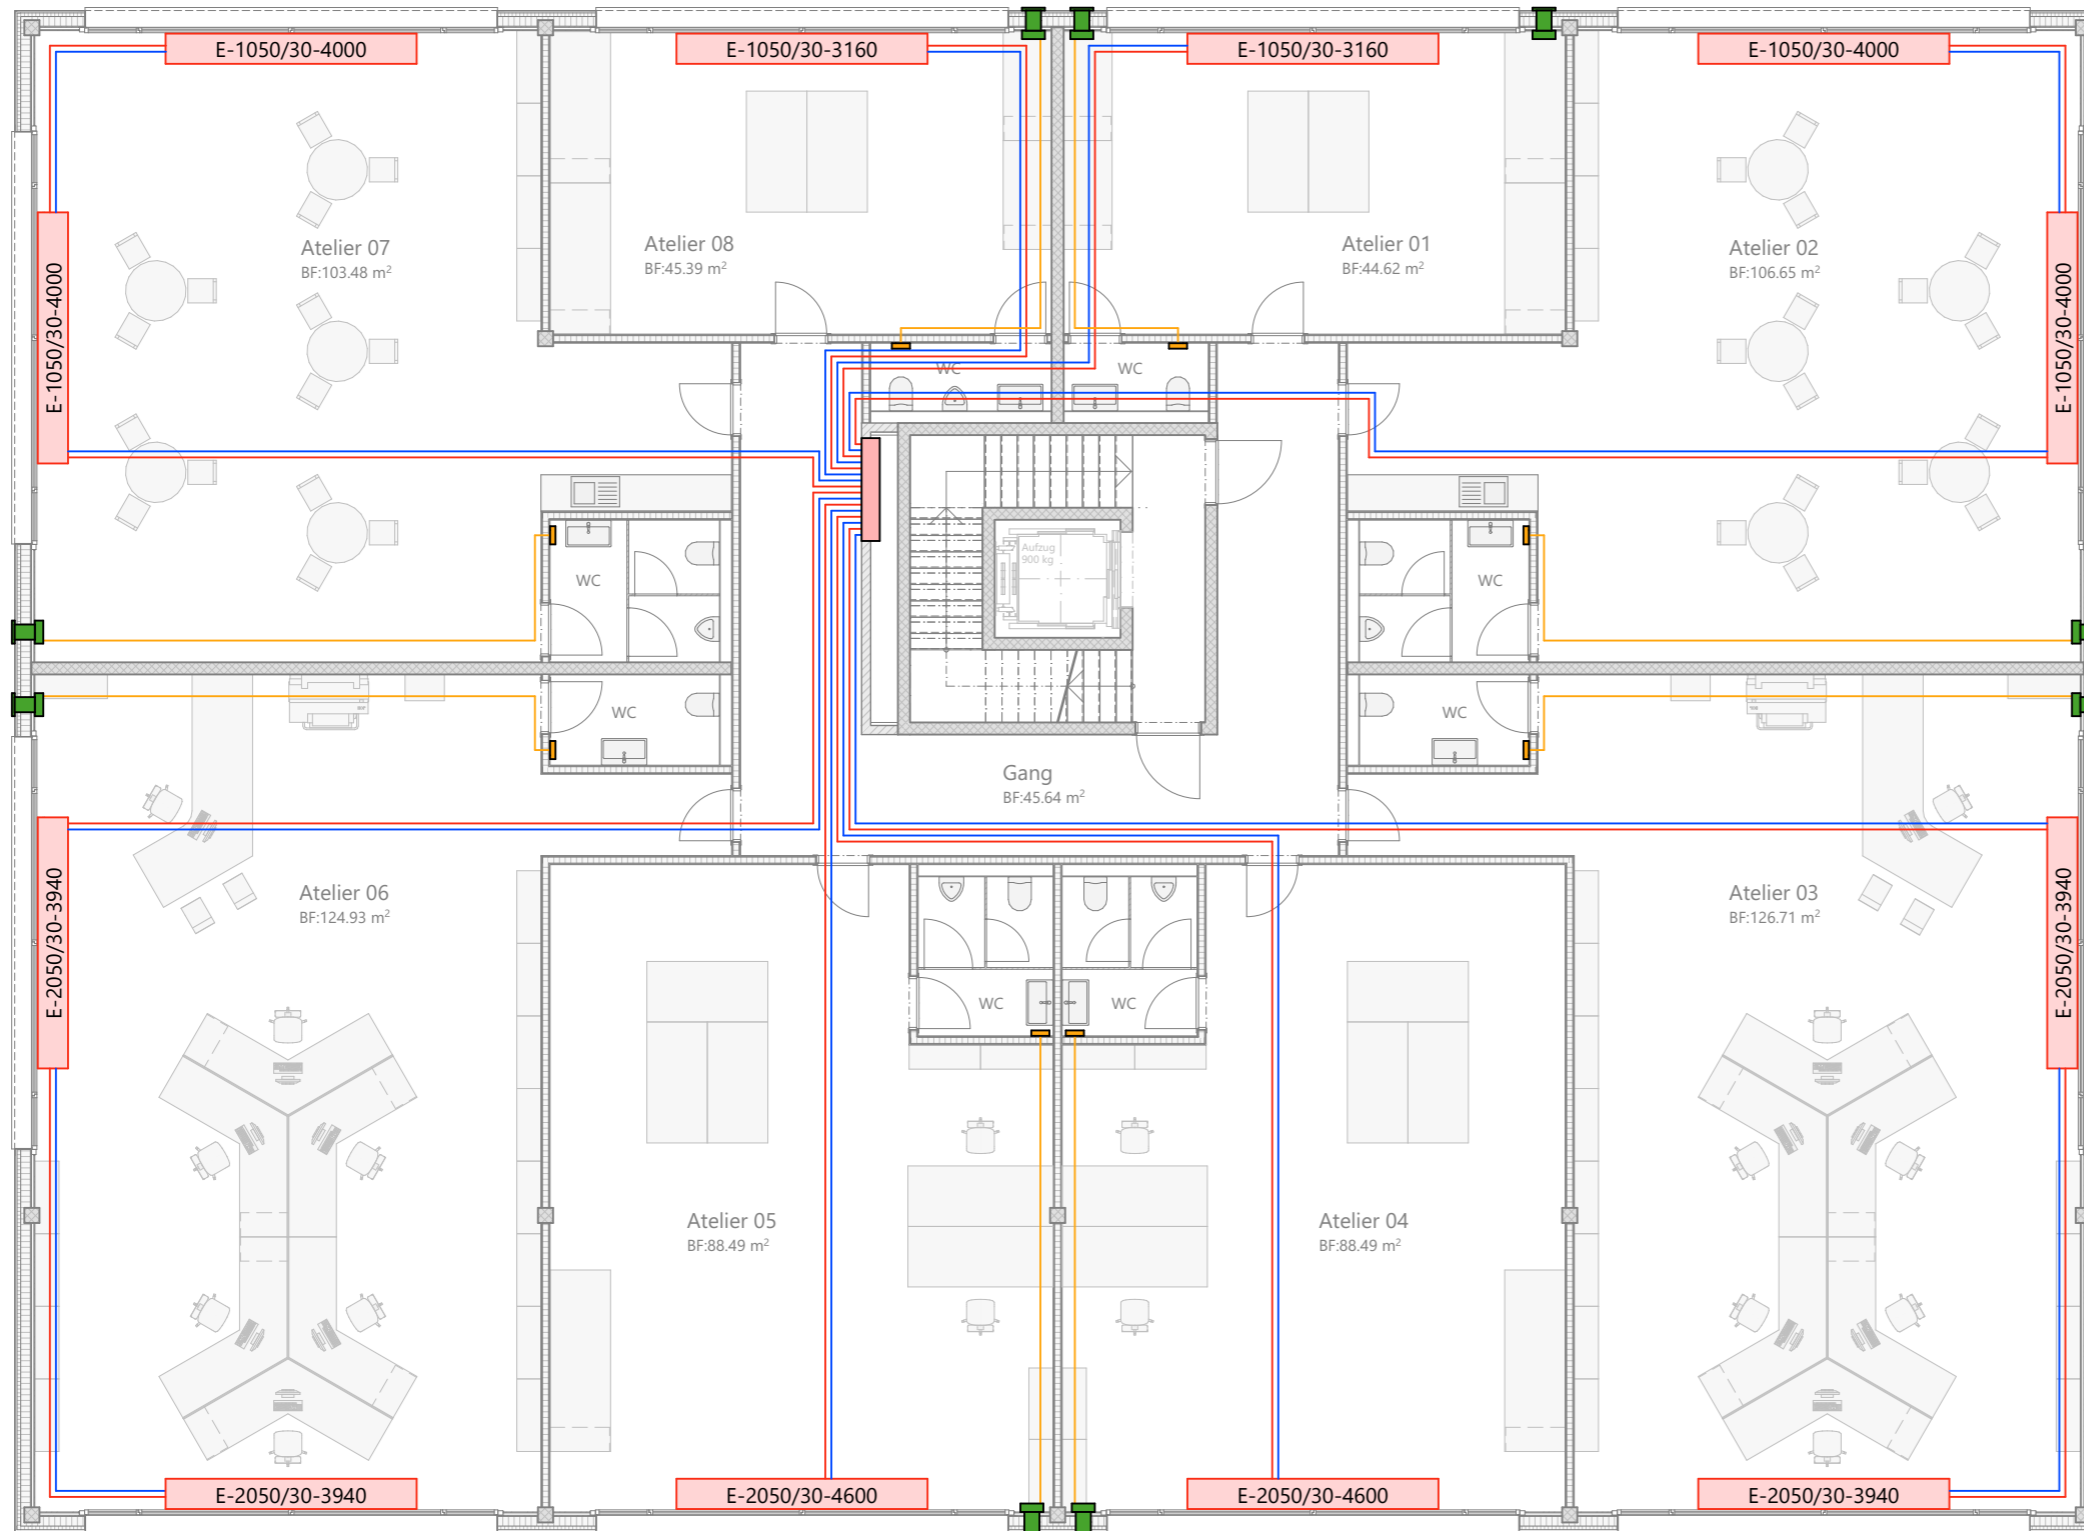 E-1050/30-4000
E-1050/30-3160
E-1050/30-3160
E-1050/30-4000
E-1050/30-4000
Atelier 07
BF:103.48 m²
Atelier 08
BF:45.39 m²
Atelier 01
BF:44.62 m²
Atelier 02
BF:106.65 m²
E-1050/30-4000
WC
WC
Aufzug
900 kg
WC
WC
WC
WC
Gang
BF:45.64 m²
E-2050/30-3940
Atelier 06
BF:124.93 m²
Atelier 03
BF:126.71 m²
E-2050/30-3940
WC
WC
Atelier 05
BF:88.49 m²
Atelier 04
BF:88.49 m²
E-2050/30-3940
E-2050/30-4600
E-2050/30-4600
E-2050/30-3940